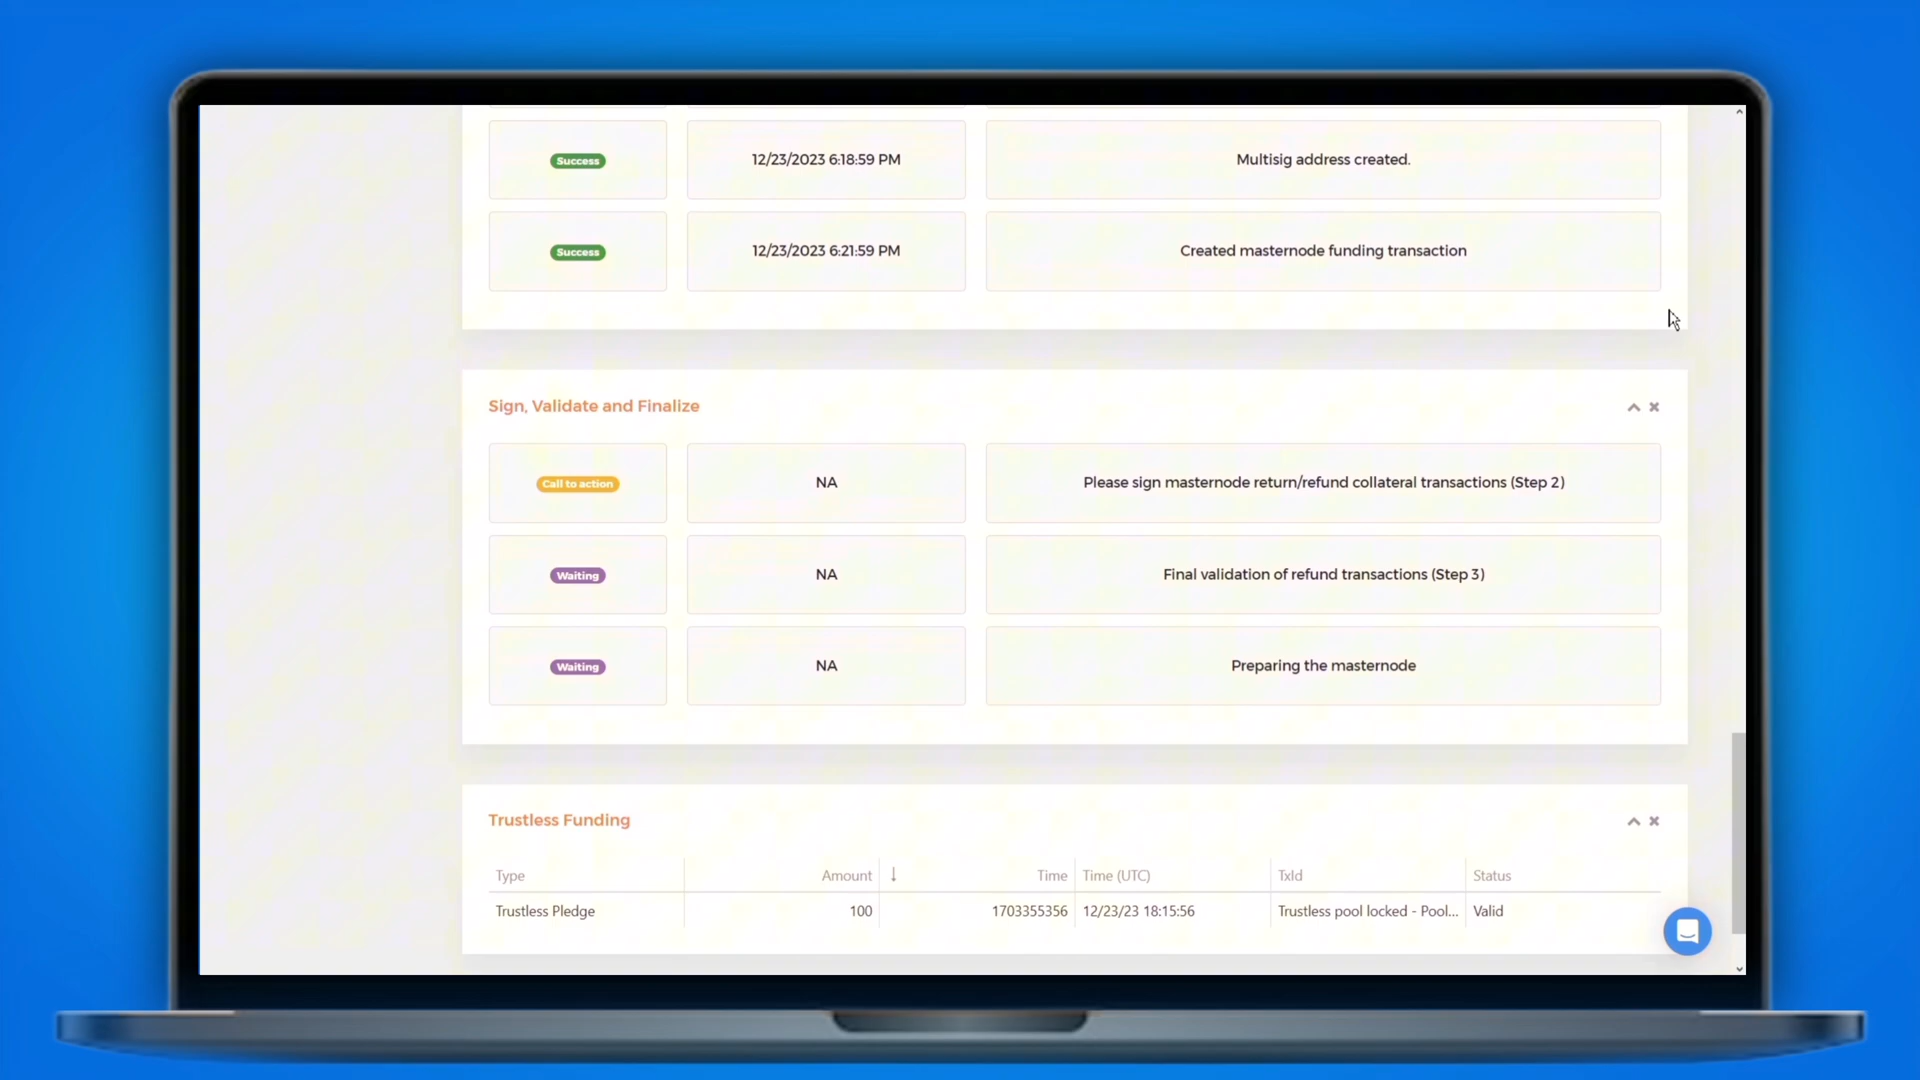 Success 12/23/2023 6:18:59 PM Multisig address created.
Success 12/23/2023 6:21:59 PM Created masternode funding transaction
Sign, Validate and Finalize
Call to action NA Please sign masternode return/refund collateral transactions (Step 2)
Waiting NA Final validation of refund transactions (Step 3)
Waiting NA Preparing the masternode
Trustless Funding
Type Amount Time Time (UTC) TxId Status
Trustless Pledge 100 1703355356 12/23/23 18:15:56 Trustless pool locked - Pool... Valid